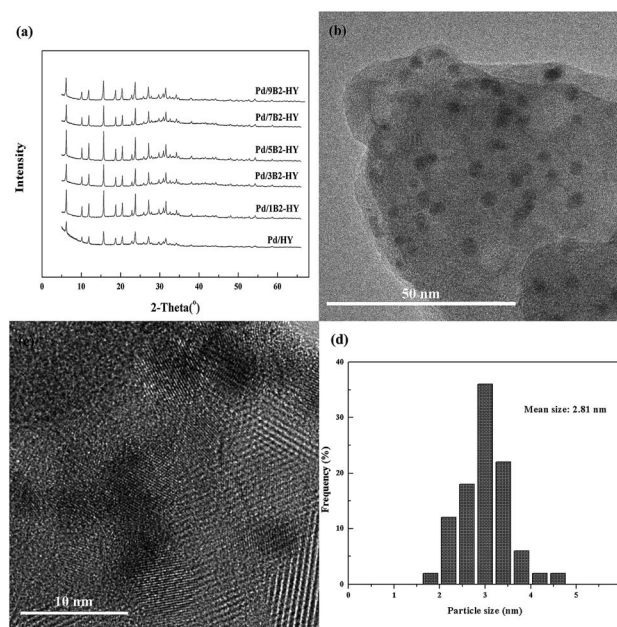 (a)
Intensity
Pd/9B2-HY
Pd/7B2-HY
Pd/5B2-HY
Pd/3B2-HY
Pd/1B2-HY
Pd/HY
0 10 20 30 40 50 60
2-Theta(°)
(b)
50 nm
10 nm
(d)
Frequency (%)
40
30
20
10
0
Mean size: 2.81 nm
0 1 2 3 4 5
Particle size (nm)